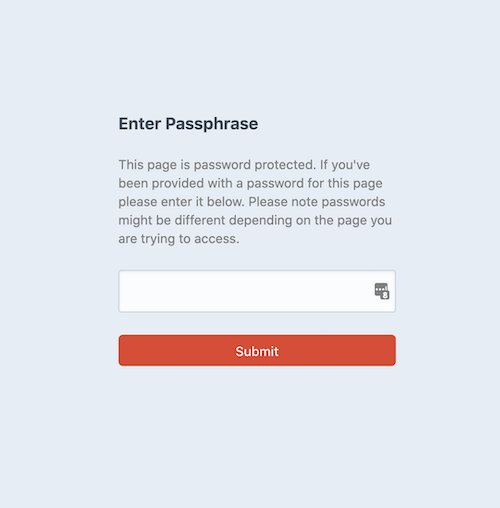 Enter Passphrase
This page is password protected. If you've
been provided with a password for this page
please enter it below. Please note passwords
might be different depending on the page you
are trying to access.
Submit